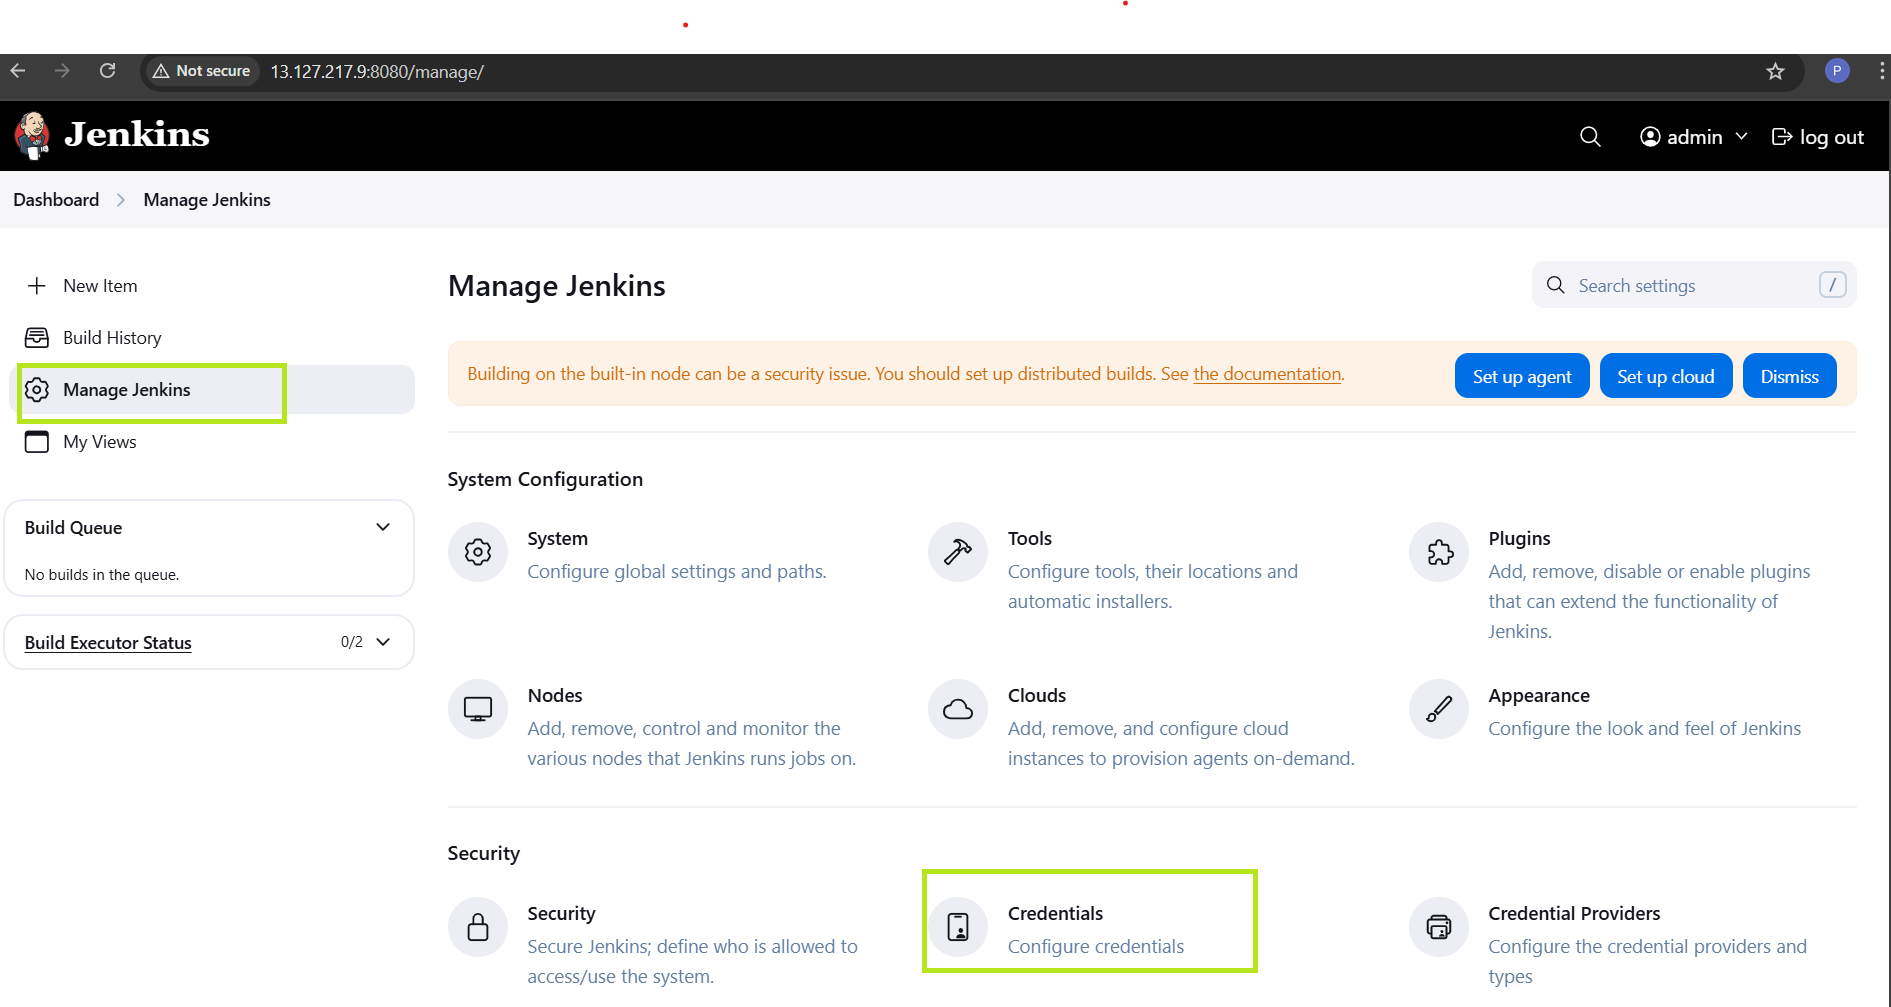 Not secure 13.127.217.9:8080/manage/ P
Jenkins admin log out
Dashboard Manage Jenkins
New Item
Build History
Manage Jenkins
My Views
Build Queue
No builds in the queue.
Build Executor Status 0/2
Manage Jenkins
Search settings /
Building on the built-in node can be a security issue. You should set up distributed builds. See the documentation.
Set up agent Set up cloud Dismiss
System Configuration
System
Configure global settings and paths.
Tools
Configure tools, their locations and
automatic installers.
Plugins
Add, remove, disable or enable plugins
that can extend the functionality of
Jenkins.
Nodes
Add, remove, control and monitor the
various nodes that Jenkins runs jobs on.
Clouds
Add, remove, and configure cloud
instances to provision agents on-demand.
Appearance
Configure the look and feel of Jenkins
Security
Security
Secure Jenkins; define who is allowed to
access/use the system.
Credentials
Configure credentials
Credential Providers
Configure the credential providers and
types